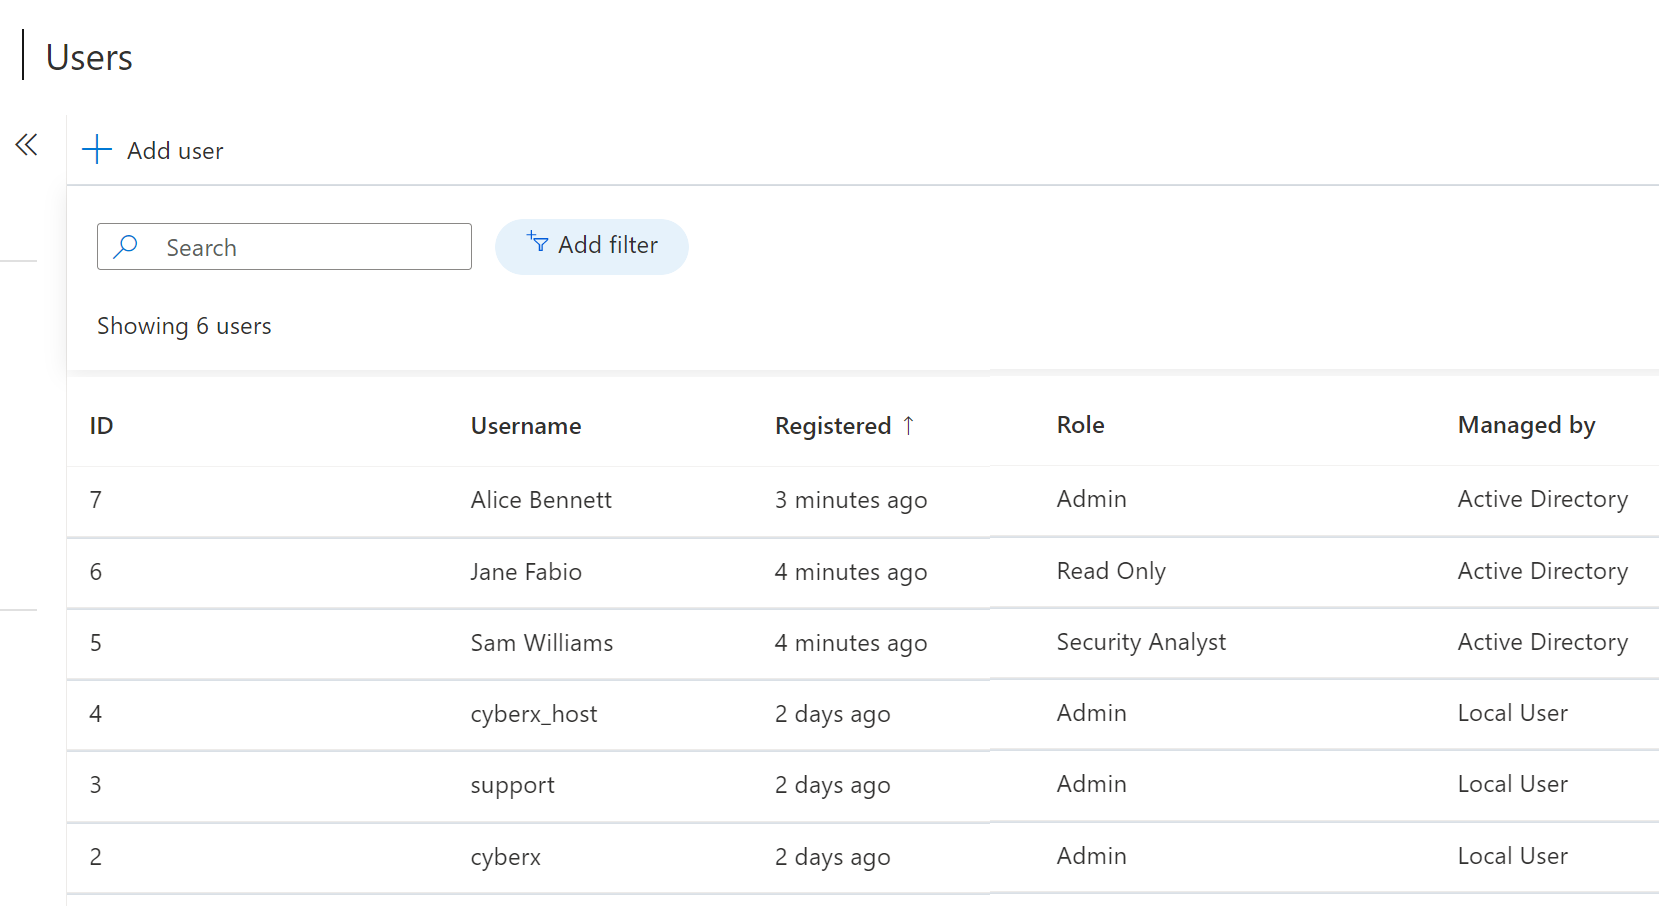 Users
Add user
Search
Add filter
Showing 6 users
ID Username Registered ↑ Role Managed by
7 Alice Bennett 3 minutes ago Admin Active Directory
6 Jane Fabio 4 minutes ago Read Only Active Directory
5 Sam Williams 4 minutes ago Security Analyst Active Directory
4 cyberx_host 2 days ago Admin Local User
3 support 2 days ago Admin Local User
2 cyberx 2 days ago Admin Local User